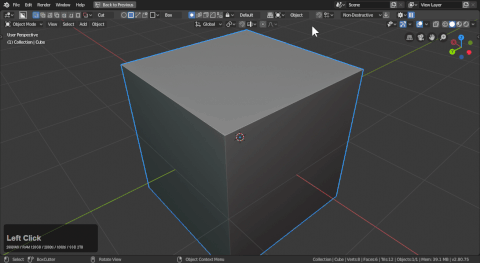 File Edit Render Window Help Back to Previous Scene View Layer
Cut Box Default Object Non-Destructive
Object Mode View Select Add Object Global
User Perspective
(1) Collection | Cube
Left Click
Select BoxCutter Rotate View Object Context Menu Collection | Cube | Verts:8 | Faces:6 | Tris:12 | Objects:1/1 | Mem: 39.1 MB | v2.80.75